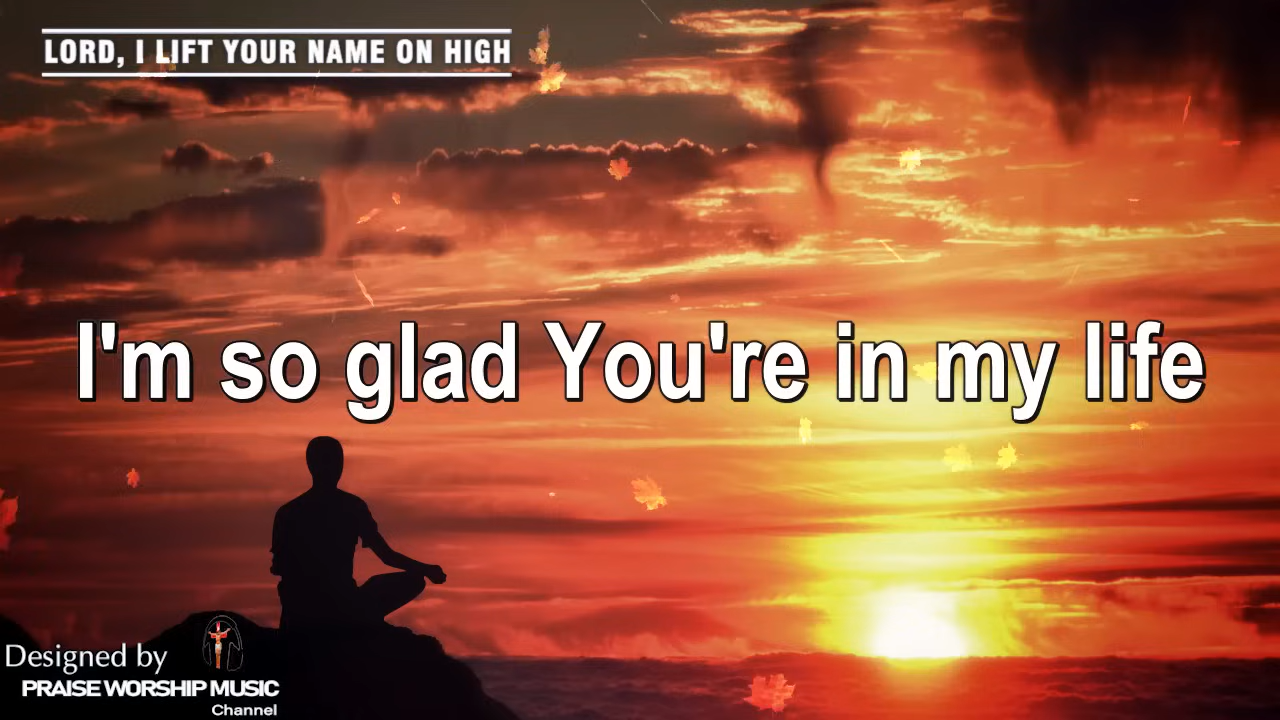 LORD, I LIFT YOUR NAME ON HIGH
I'm so glad You're in my life
Designed by
PRAISE WORSHIP MUSIC
Channel